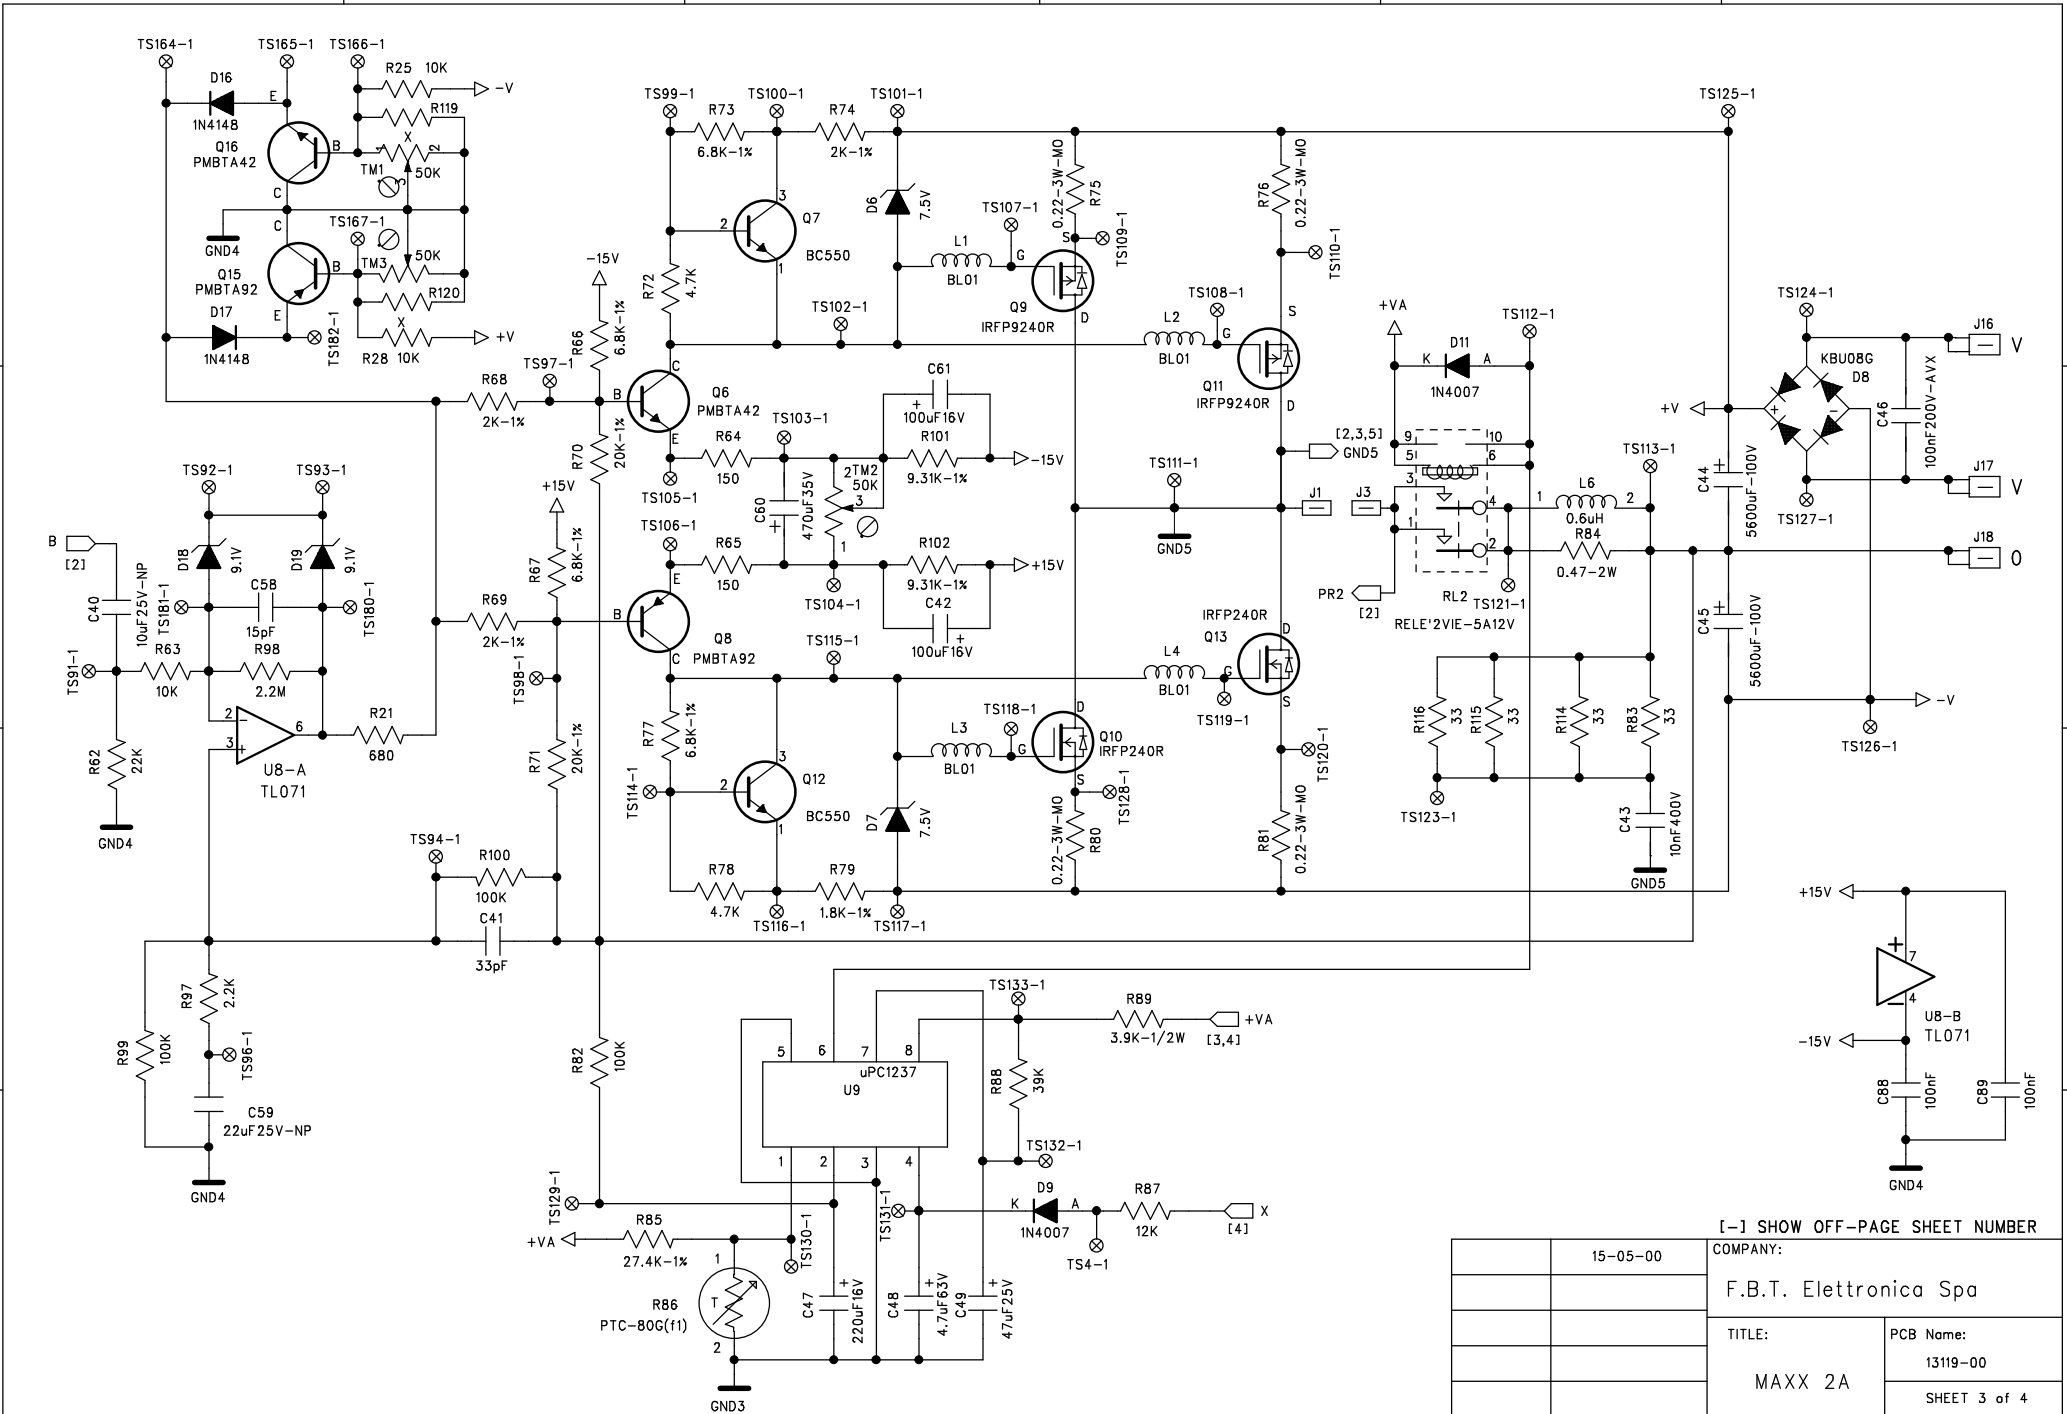 TS164-1
TS165-1
TS166-1
D16
1N4148
E
Q16
PMBTA42
B
C
R25 10K
-V
R119
X
1
2
3
TM1
50K
GND4
TS167-1
C
Q15
PMBTA92
B
E
50K
TM3
R120
X
D17
1N4148
TS182-1
R28 10K
+V
TS99-1
TS100-1
TS101-1
R73
6.8K-1%
R74
2K-1%
3
2
1
Q7
BC550
D6
7.5V
R72
4.7K
TS102-1
L1
BL01
TS107-1
G
S
D
Q9
IRFP9240R
0.22-3W-MO
R75
TS109-1
R76
0.22-3W-MO
TS110-1
TS108-1
L2
BL01
G
S
D
Q11
IRFP9240R
-15V
R66
6.8K-1%
TS97-1
R68
2K-1%
R70
20K-1%
C
B
E
Q6
PMBTA42
TS105-1
R64
150
TS103-1
C60
+
470uF35V
2
TM2
50K
3
1
C61
+
100uF16V
R101
9.31K-1%
-15V
TS106-1
R65
150
TS104-1
R102
9.31K-1%
+15V
C42
+
100uF16V
+15V
R67
6.8K-1%
R69
2K-1%
TS98-1
R71
20K-1%
E
B
C
Q8
PMBTA92
TS115-1
L4
BL01
G
TS119-1
IRFP240R
Q13
D
S
TS120-1
R81
0.22-3W-MO
R77
6.8K-1%
TS114-1
3
2
1
Q12
BC550
D7
7.5V
L3
BL01
TS118-1
G
D
S
Q10
IRFP240R
TS128-1
0.22-3W-MO
R80
R78
4.7K
R79
1.8K-1%
TS116-1
TS117-1
TS111-1
GND5
[2,3,5]
GND5
J1
J3
PR2
[2]
+VA
K
D11
A
1N4007
TS112-1
9
10
5
6
3
4
1
2
RL2
RELE'2VIE-5A12V
TS121-1
1
L6
2
0.6uH
R84
0.47-2W
TS113-1
R116
33
R115
33
R114
33
R83
33
TS123-1
C43
10nF400V
GND5
TS125-1
+V
TS124-1
KBU08G
D8
+
-
TS127-1
C46
100nF200V-AVX
J16
V
J17
V
J18
O
C44
+
5600uF-100V
C45
+
5600uF-100V
-V
TS126-1
TS92-1
TS93-1
D18
9.1V
D19
9.1V
B
[2]
C40
10uF25V-NP
TS181-1
C58
15pF
TS180-1
TS91-1
R63
10K
R98
2.2M
R62
22K
GND4
2
-
3
+
6
U8-A
TL071
R21
680
TS94-1
R100
100K
C41
33pF
R97
2.2K
TS96-1
R99
100K
C59
22uF25V-NP
GND4
R82
100K
5
6
7
8
uPC1237
U9
1
2
3
4
TS133-1
R89
3.9K-1/2W
+VA
[3,4]
R88
39K
TS132-1
TS129-1
+VA
R85
27.4K-1%
TS130-1
1
T
2
R86
PTC-80G(f1)
GND3
C47
+
220uF16V
TS131-1
K
D9
A
1N4007
TS4-1
R87
12K
X
[4]
C48
+
4.7uF63V
C49
+
47uF25V
+15V
+
7
-
4
U8-B
TL071
-15V
C88
100nF
C89
100nF
GND4
[-] SHOW OFF-PAGE SHEET NUMBER
15-05-00
COMPANY:
F.B.T. Elettronica Spa
TITLE:
MAXX 2A
PCB Name:
13119-00
SHEET 3 of 4